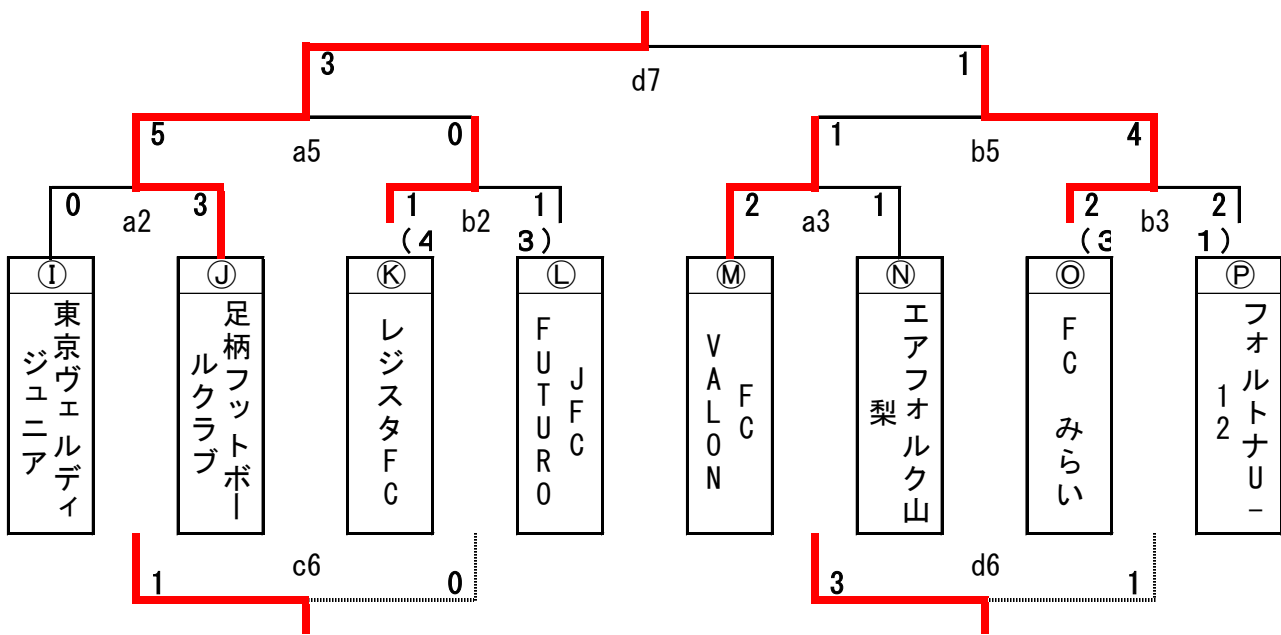 3 1
d7
5 0 1 4
a5 b5
0 3 1 1 2 1 2 2
a2 b2 a3 b3
(4 3) (3 1)
Ⓘ Ⓙ Ⓚ Ⓛ Ⓜ Ⓝ Ⓞ Ⓟ
東京ヴェルディ
ジュニア
足柄フットボー
ルクラブ
レジスタFC
JFC
FUTURO
FC
VALON
エアフォルク山
梨
FC みらい
フォルトナU-
12
c6 d6
1 0 3 1